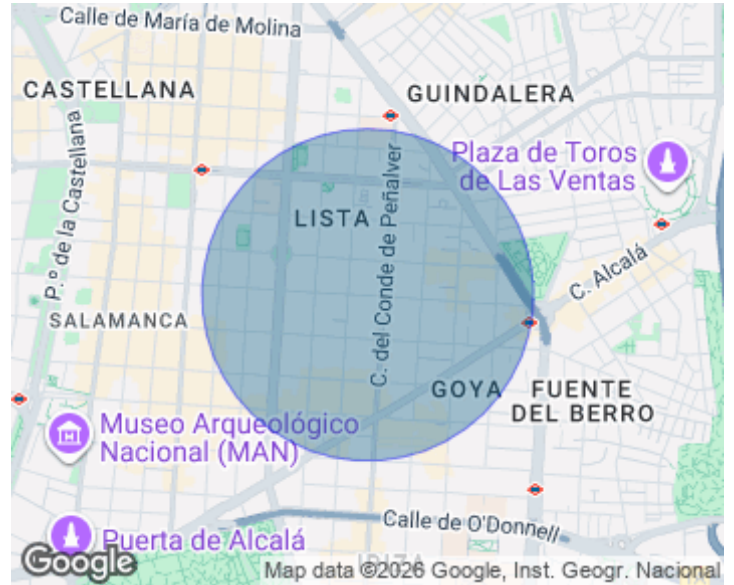 Calle de María de Molina
CASTELLANA
GUINDALERA
Plaza de Toros
de Las Ventas
P.º de la Castellana
LISTA
C. del Conde de Peñalver
C. Alcalá
SALAMANCA
GOYA
FUENTE
DEL BERRO
Museo Arqueológico
Nacional (MAN)
Calle de O'Donnell
Puerta de Alcalá
IBIZA
Google
Map data ©2026 Google, Inst. Geogr. Nacional